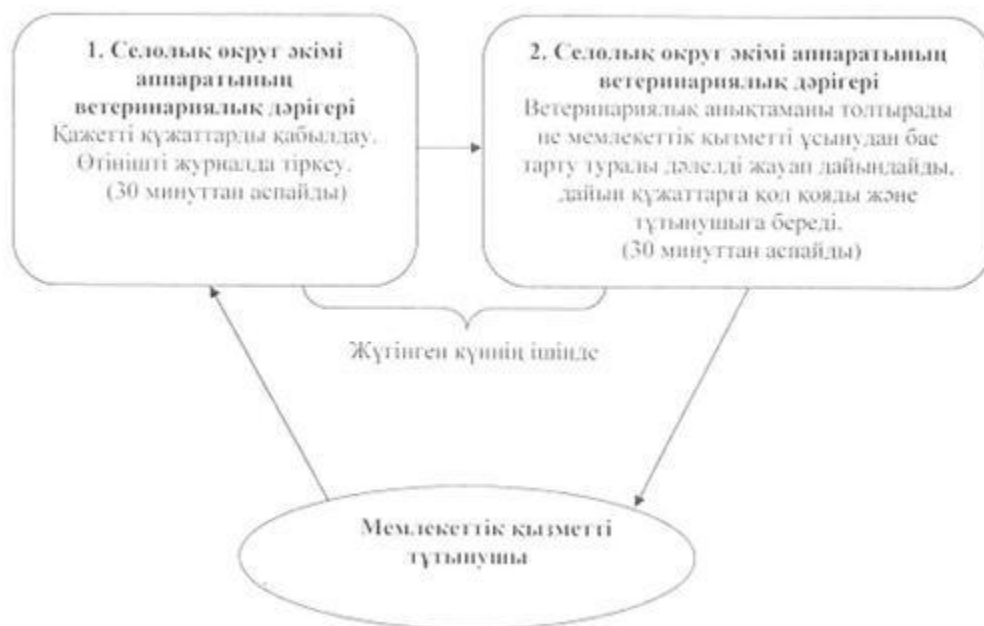 1. Селолық округ әкімі
аппаратының
ветеринариялық дәрігері
Қажетті құжаттарды қабылдау.
Өтінішті журналда тіркеу.
(30 минуттан аспайды)
2. Селолық округ әкімі аппаратының
ветеринариялық дәрігері
Ветеринариялық анықтаманы толтырады
не мемлекеттік қызметті ұсынудан бас
тарту туралы дәлелді жауап дайындайды,
дайын құжаттарға қол қояды және
тұтынушыға береді.
(30 минуттан аспайды)
Жүгінген күннің ішінде
Мемлекеттік қызметті
тұтынушы